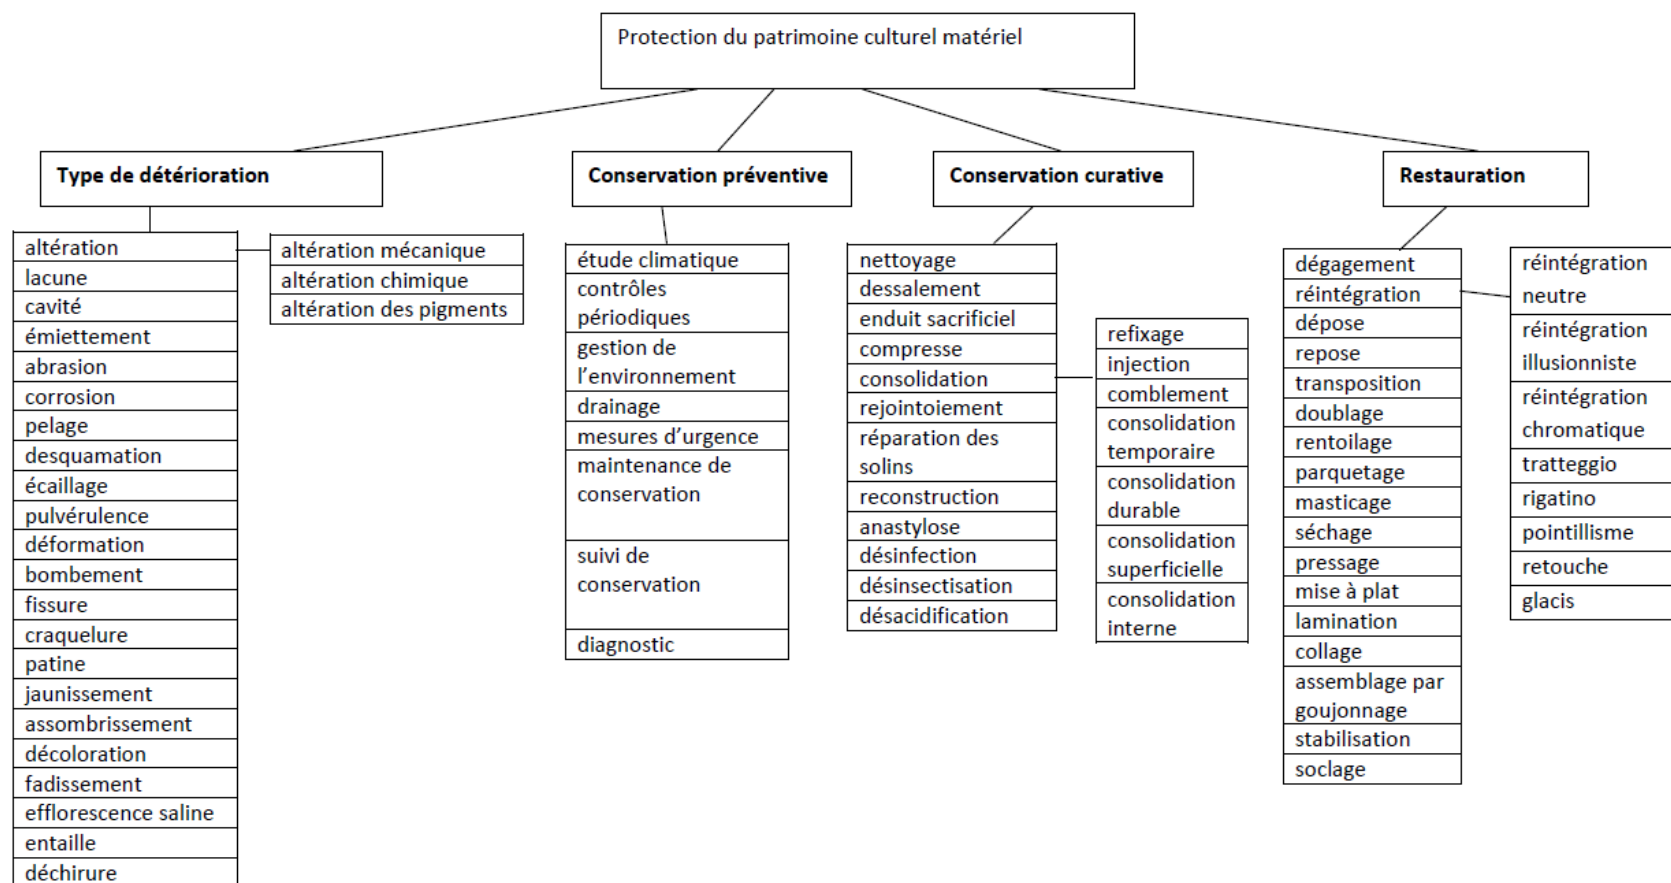 Protection du patrimoine culturel matériel
Type de détérioration
altération
lacune
cavité
émiettement
abrasion
corrosion
pelage
desquamation
écaillage
pulvérulence
déformation
bombement
fissure
craquelure
patine
jaunissement
assombrissement
décoloration
fadissement
efflorescence saline
entaille
déchirure
altération mécanique
altération chimique
altération des pigments
Conservation préventive
étude climatique
contrôles
périodiques
gestion de
l’environnement
drainage
mesures d’urgence
maintenance de
conservation
suivi de
conservation
diagnostic
Conservation curative
nettoyage
dessalement
enduit sacrificiel
compresse
consolidation
rejointoiement
réparation des
solins
reconstruction
anastylose
désinfection
désinsectisation
désacidification
refixage
injection
comblement
consolidation
temporaire
consolidation
durable
consolidation
superficielle
consolidation
interne
Restauration
dégagement
réintégration
dépose
repose
transposition
doublage
rentoilage
parquetage
masticage
séchage
pressage
mise à plat
lamination
collage
assemblage par
goujonnage
stabilisation
soclage
réintégration
neutre
réintégration
illusionniste
réintégration
chromatique
tratteggio
rigatino
pointillisme
retouche
glacis